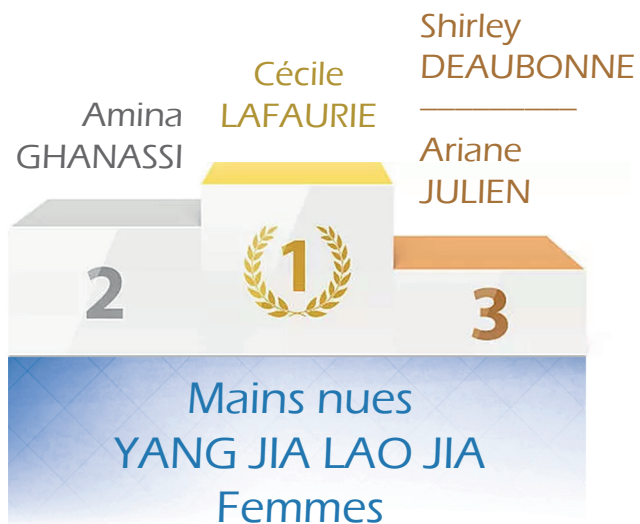 Shirley
DEAUBONNE
Cécile
LAFAURIE
Amina
GHANASSI
Ariane
JULIEN
1
2
3
Mains nues
YANG JIA LAO JIA
Femmes